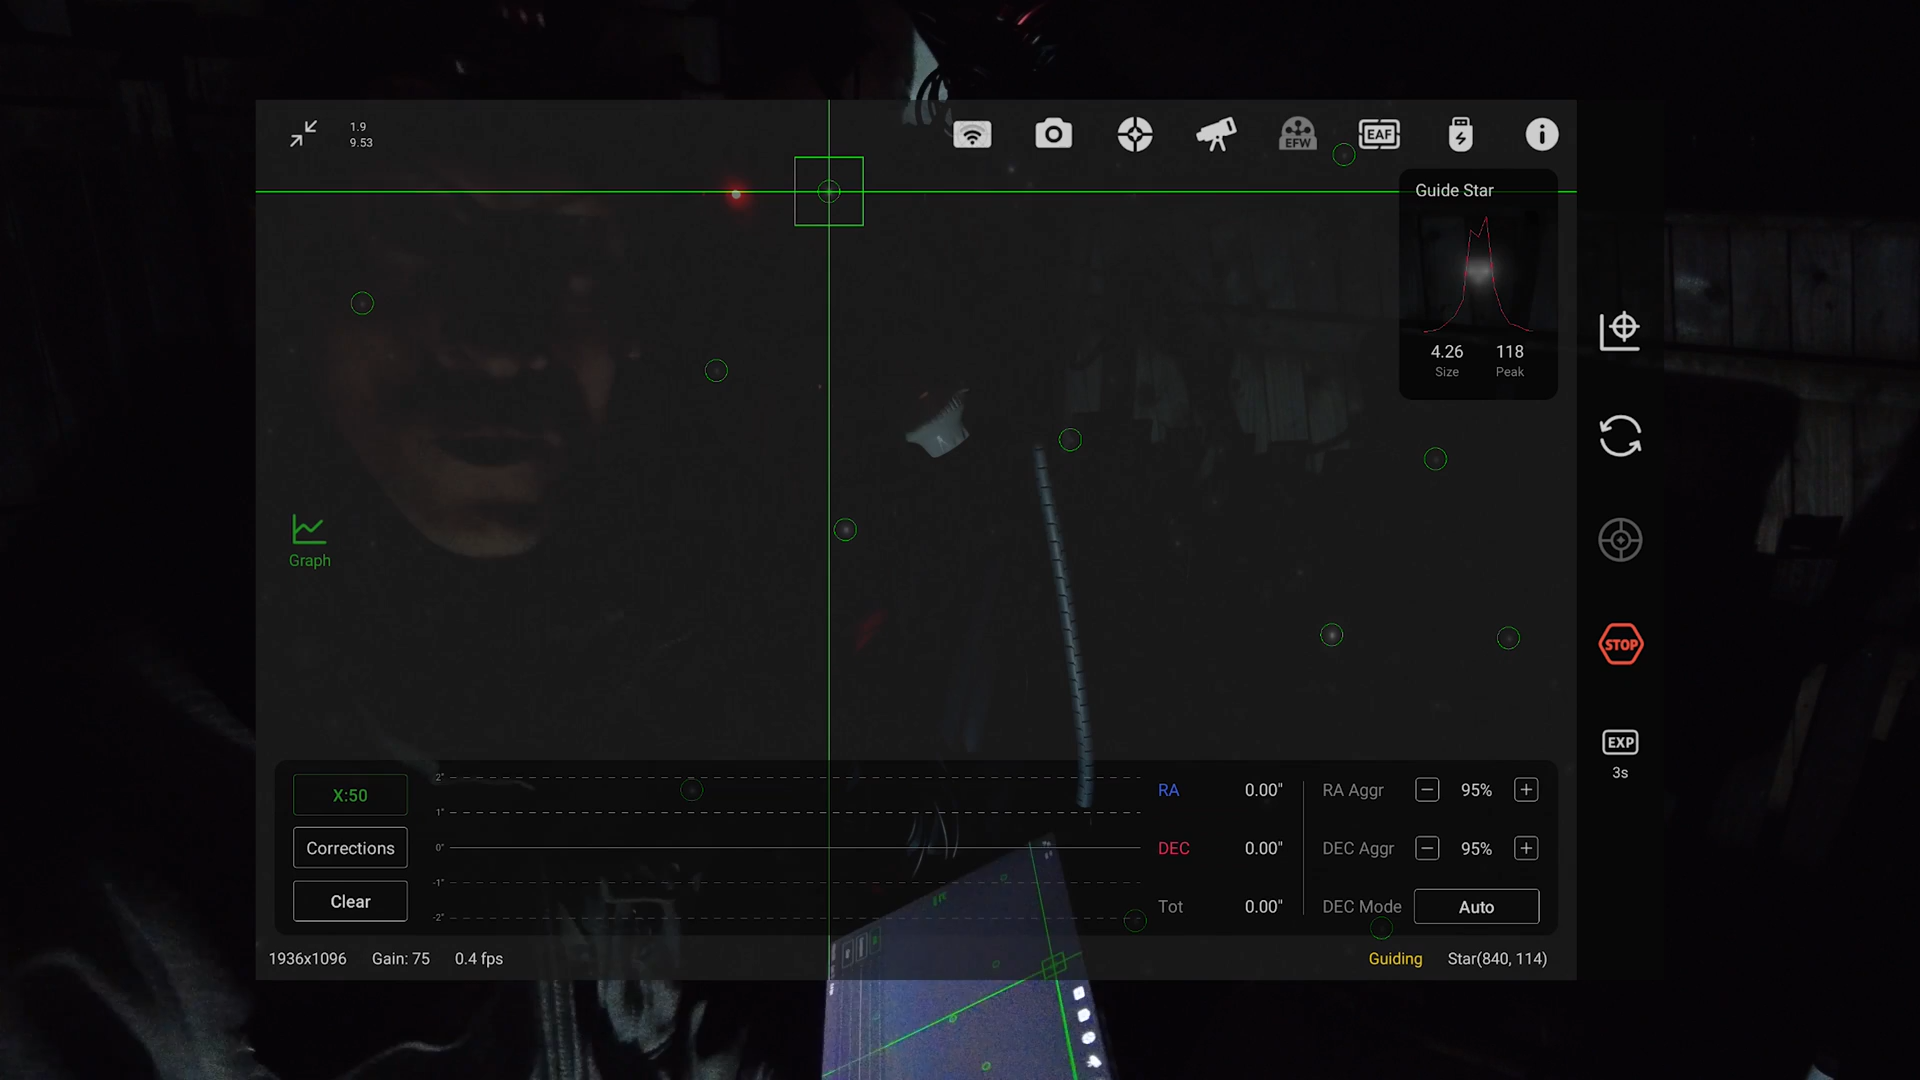 1.9
9.53
EFW
EAF
Guide Star
4.26
118
Size
Peak
Graph
STOP
EXP
3s
2"
1"
0"
-1"
-2"
X:50
Corrections
Clear
RA 0.00"
DEC 0.00"
Tot 0.00"
RA Aggr 95%
DEC Aggr 95%
DEC Mode Auto
1936x1096 Gain: 75 0.4 fps
Guiding Star(840, 114)